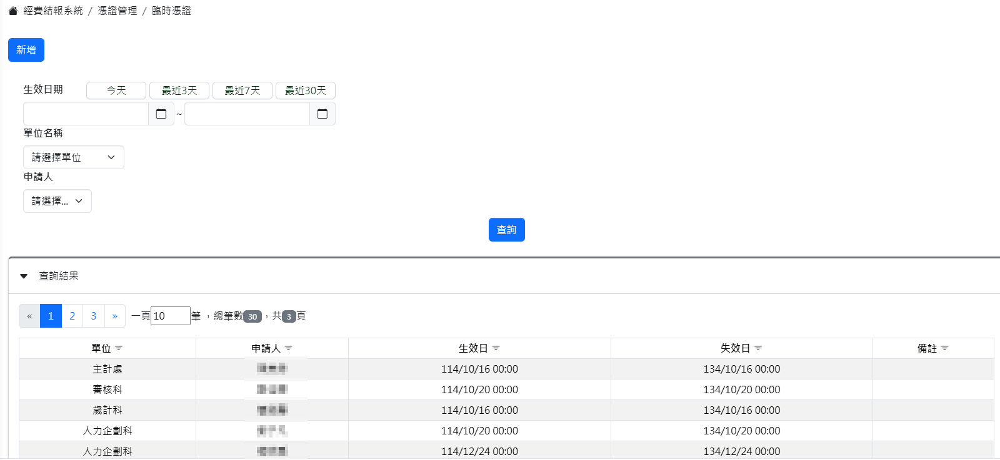 經費結報系統 / 憑證管理 / 臨時憑證
新增
生效日期 今天 最近3天 最近7天 最近30天
~
單位名稱
請選擇單位
申請人
請選擇...
查詢
查詢結果
« 1 2 3 » 一頁10筆，總筆數30，共3頁
單位 申請人 生效日 失效日 備註
主計處 114/10/16 00:00 134/10/16 00:00
審核科 114/10/20 00:00 134/10/20 00:00
歲計科 114/10/16 00:00 134/10/16 00:00
人力企劃科 114/10/20 00:00 134/10/20 00:00
人力企劃科 114/12/24 00:00 134/12/24 00:00